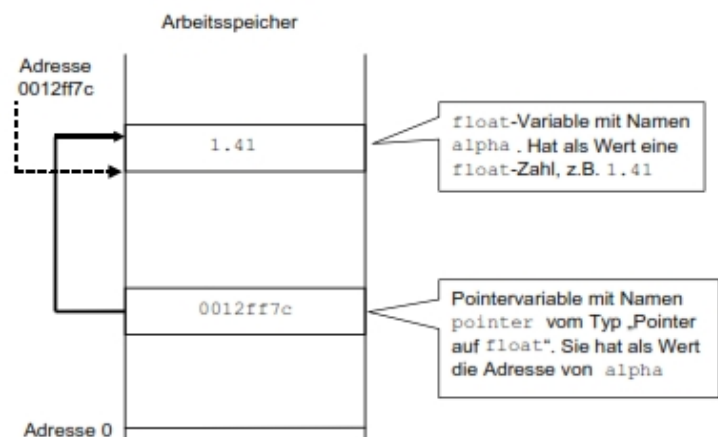 Arbeitsspeicher
Adresse
0012ff7c
1.41
float-Variable mit Namen
alpha . Hat als Wert eine
float-Zahl, z.B. 1.41
0012ff7c
Pointervariable mit Namen
pointer vom Typ „Pointer
auf float“. Sie hat als Wert
die Adresse von alpha
Adresse 0